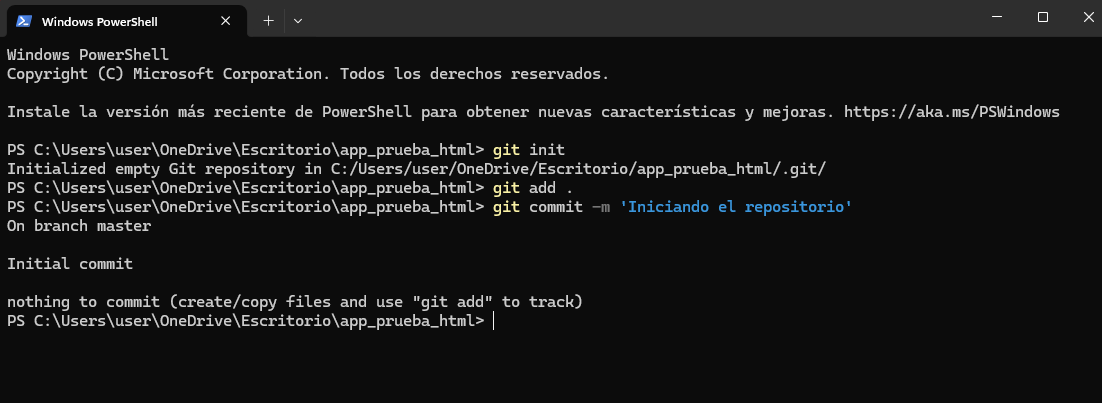 Windows PowerShell
Windows PowerShell
Copyright (C) Microsoft Corporation. Todos los derechos reservados.
Instale la versión más reciente de PowerShell para obtener nuevas características y mejoras. https://aka.ms/PSWindows
PS C:\Users\user\OneDrive\Escritorio\app_prueba_html> git init
Initialized empty Git repository in C:/Users/user/OneDrive/Escritorio/app_prueba_html/.git/
PS C:\Users\user\OneDrive\Escritorio\app_prueba_html> git add .
PS C:\Users\user\OneDrive\Escritorio\app_prueba_html> git commit -m 'Iniciando el repositorio'
On branch master
Initial commit
nothing to commit (create/copy files and use "git add" to track)
PS C:\Users\user\OneDrive\Escritorio\app_prueba_html>